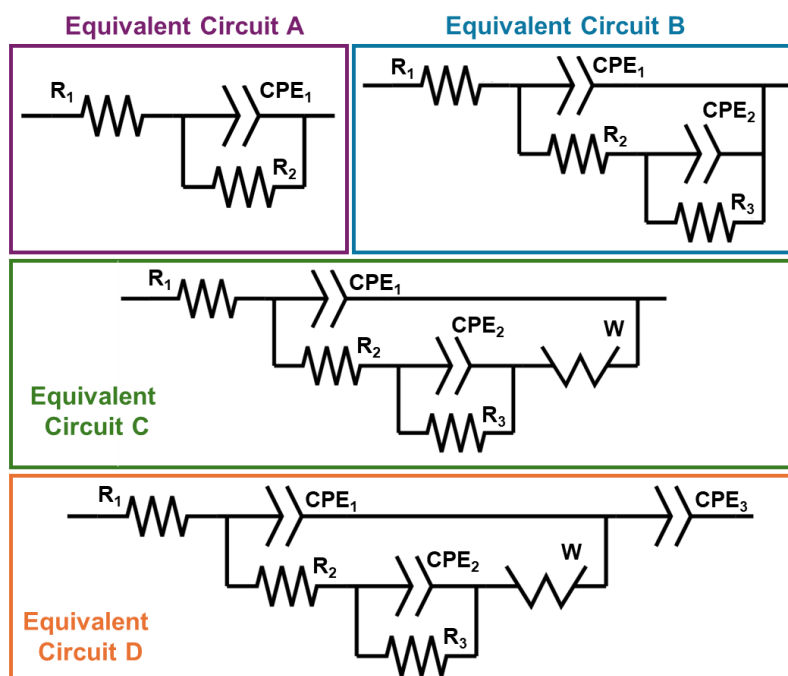 Equivalent Circuit A
R₁
CPE₁
R₂
Equivalent Circuit B
R₁
CPE₁
R₂
CPE₂
R₃
R₁
CPE₁
R₂
CPE₂
W
R₃
Equivalent
Circuit C
R₁
CPE₁
CPE₃
R₂
CPE₂
W
R₃
Equivalent
Circuit D